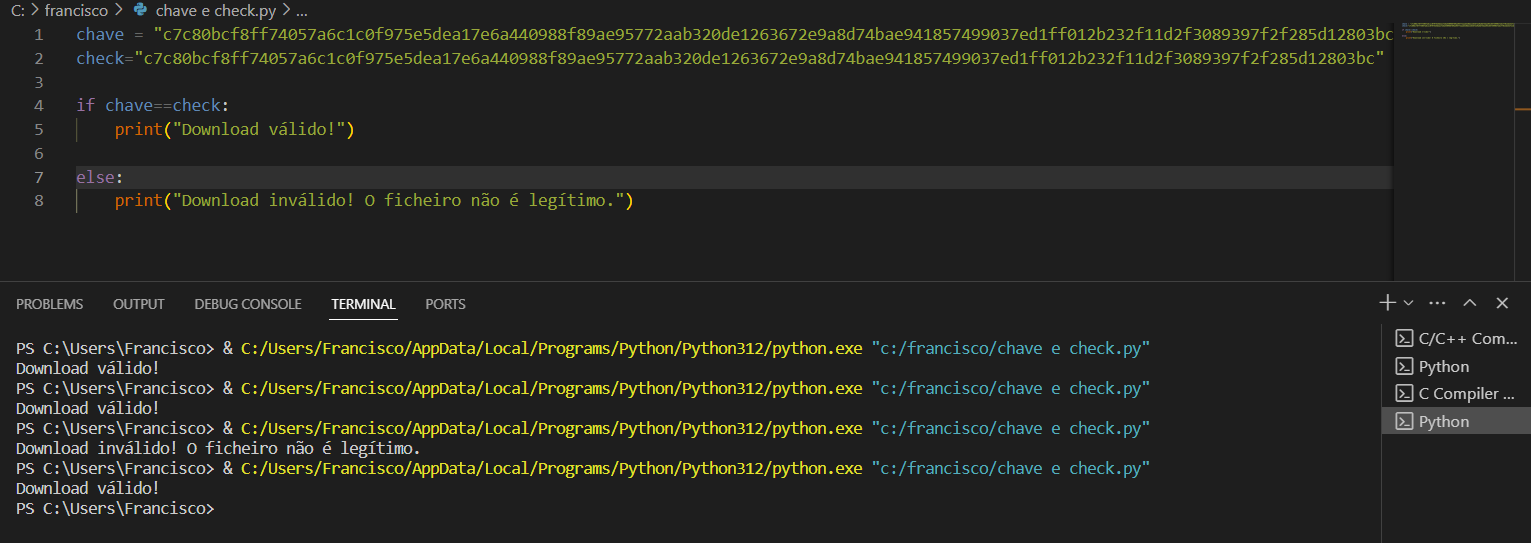 C: > francisco > chave e check.py > ...
1 chave = "c7c80bcf8ff74057a6c1c0f975e5dea17e6a440988f89ae95772aab320de1263672e9a8d74bae941857499037ed1ff012b232f11d2f3089397f2f285d12803bc
2 check="c7c80bcf8ff74057a6c1c0f975e5dea17e6a440988f89ae95772aab320de1263672e9a8d74bae941857499037ed1ff012b232f11d2f3089397f2f285d12803bc"
3
4 if chave==check:
5     print("Download válido!")
6
7 else:
8     print("Download inválido! O ficheiro não é legítimo.")
PROBLEMS OUTPUT DEBUG CONSOLE TERMINAL PORTS
PS C:\Users\Francisco> & C:/Users/Francisco/AppData/Local/Programs/Python/Python312/python.exe "c:/francisco/chave e check.py"
Download válido!
PS C:\Users\Francisco> & C:/Users/Francisco/AppData/Local/Programs/Python/Python312/python.exe "c:/francisco/chave e check.py"
Download válido!
PS C:\Users\Francisco> & C:/Users/Francisco/AppData/Local/Programs/Python/Python312/python.exe "c:/francisco/chave e check.py"
Download inválido! O ficheiro não é legítimo.
PS C:\Users\Francisco> & C:/Users/Francisco/AppData/Local/Programs/Python/Python312/python.exe "c:/francisco/chave e check.py"
Download válido!
PS C:\Users\Francisco>
C/C++ Com...
Python
C Compiler ...
Python